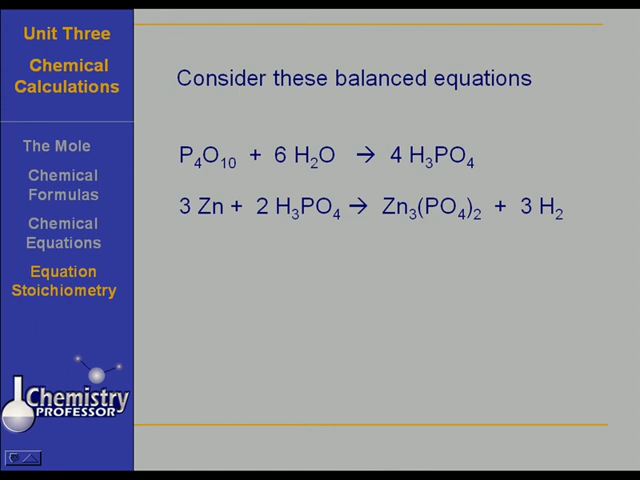 Unit Three
Chemical
Calculations
The Mole
Chemical
Formulas
Chemical
Equations
Equation
Stoichiometry
Chemistry
PROFESSOR
Consider these balanced equations
P₄O₁₀ + 6 H₂O → 4 H₃PO₄
3 Zn + 2 H₃PO₄ → Zn₃(PO₄)₂ + 3 H₂